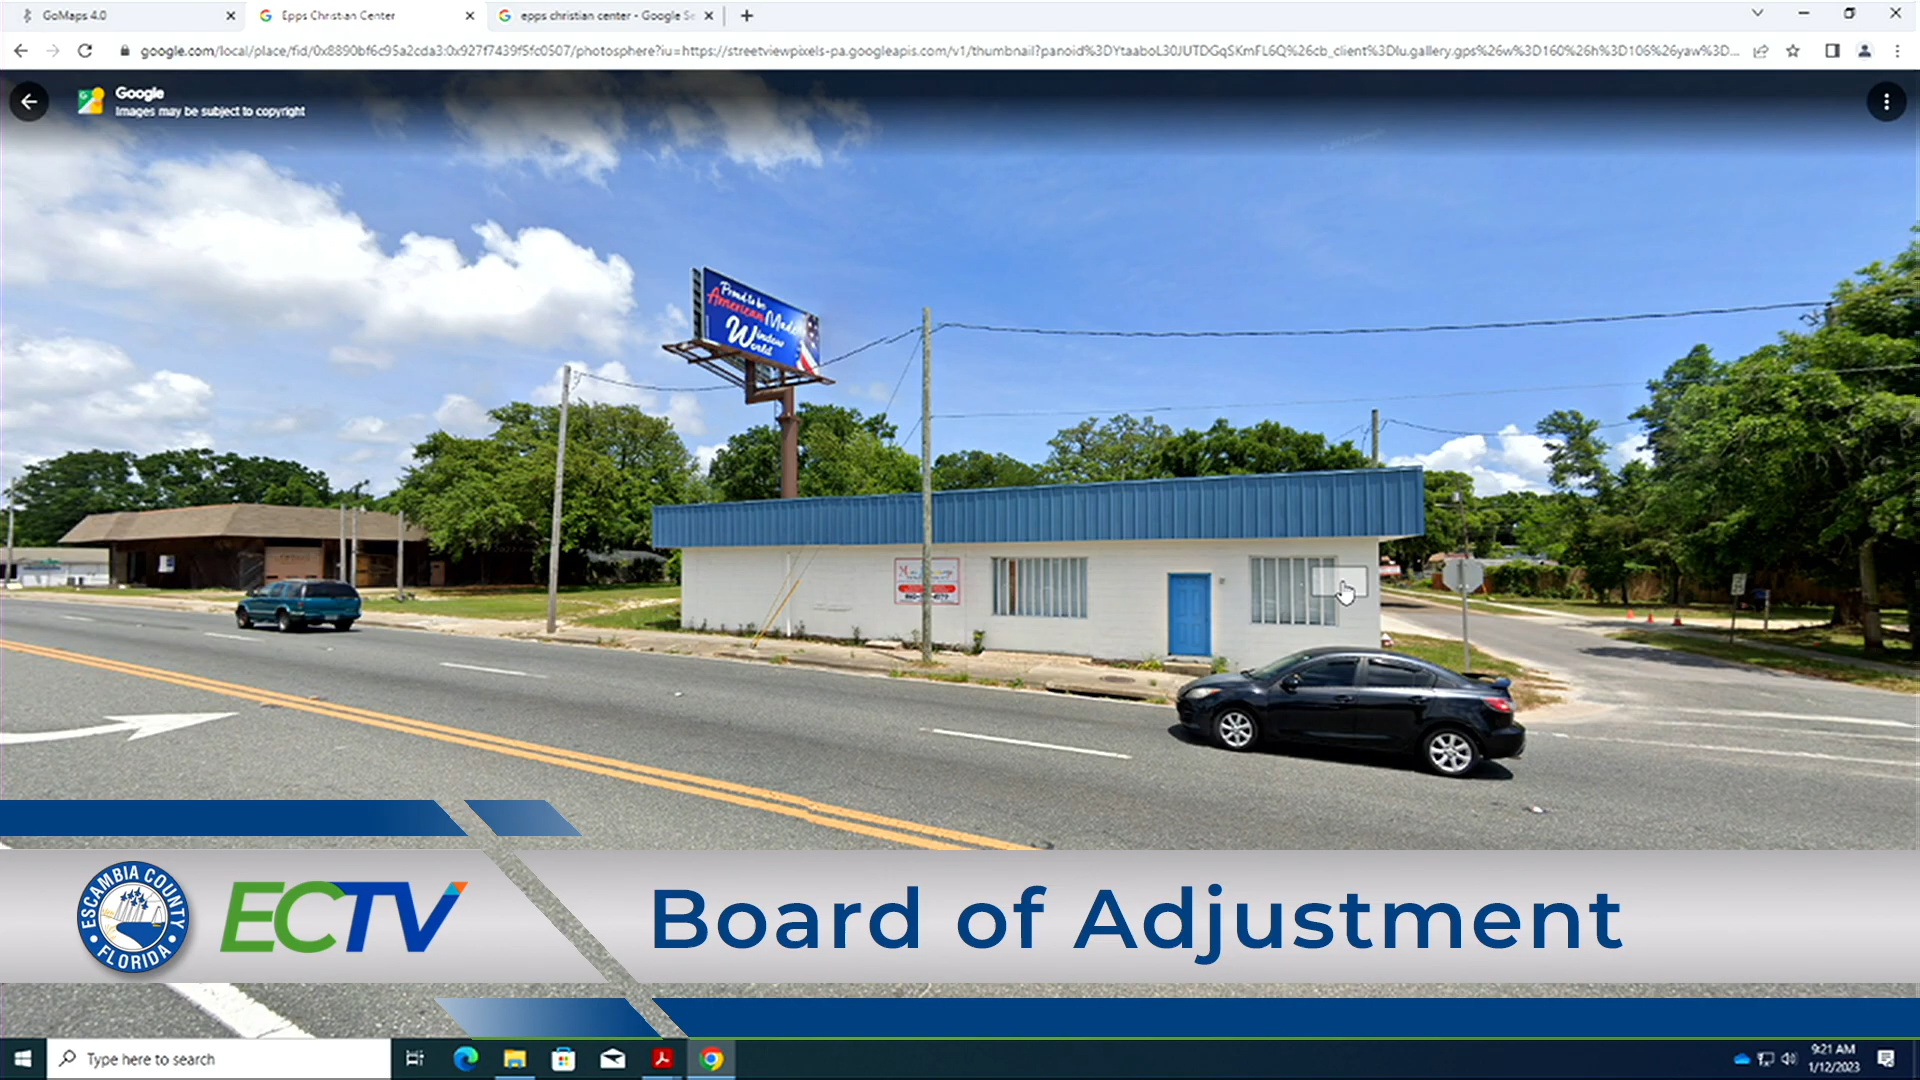 GoMaps 4.0
Epps Christian Center
epps christian center - Google Se
google.com/local/place/fid/0x8890bf6c95a2cda3:0x927f7439f5fc0507/photosphere?iu=https://streetviewpixels-pa.googleapis.com/v1/thumbnail?panoid%3DYtaaboL30JUTDGqSKmFL6Q%26cb_client%3Dlu.gallery.gps%26w%3D160%26h%3D106%26yaw%3D...
Google
Images may be subject to copyright
Proud to be
American Made
Window
World
ESCAMBIA COUNTY
FLORIDA
ECTV
Board of Adjustment
Type here to search
9:21 AM
1/12/2023